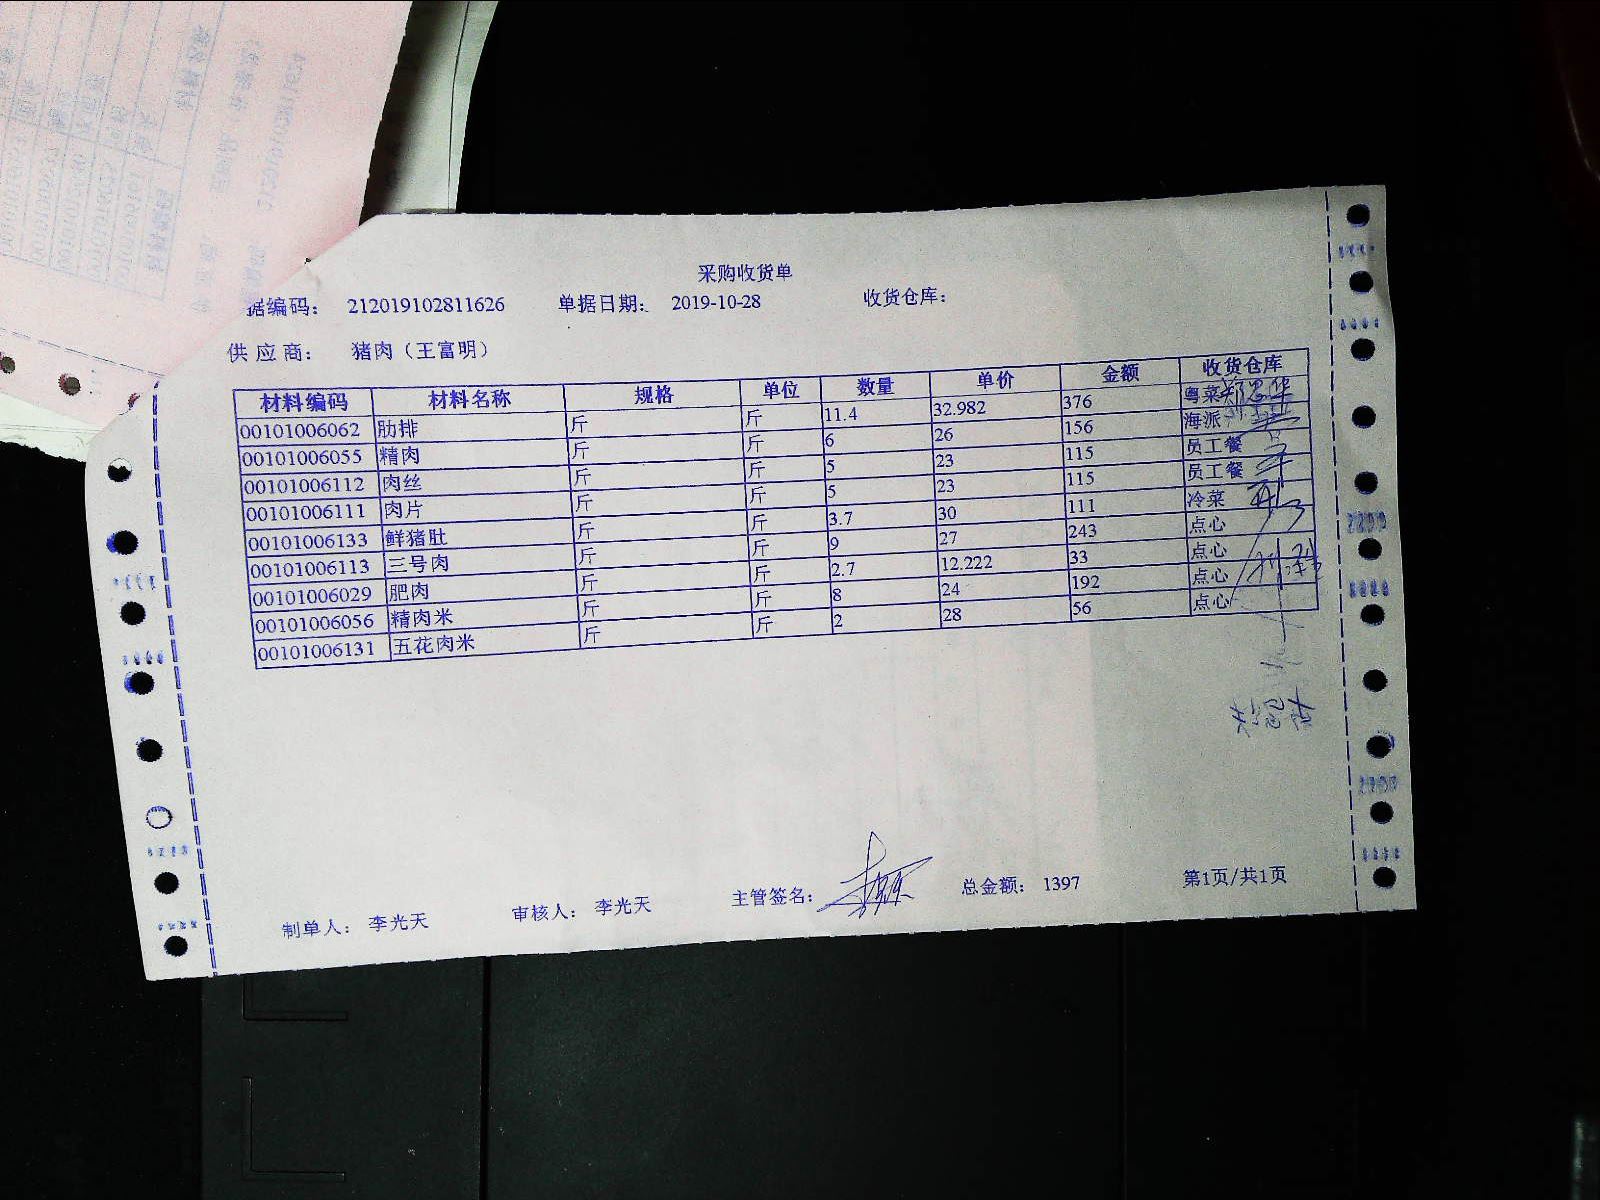 采购收货单
据编码： 212019102811626 单据日期： 2019-10-28 收货仓库：
供应商： 猪肉（王富明）
材料编码 材料名称 规格 单位 数量 单价 金额 收货仓库
00101006062 肋排 斤 斤 11.4 32.982 376 粤菜
00101006055 精肉 斤 斤 6 26 156 海派
00101006112 肉丝 斤 斤 5 23 115 员工餐
00101006111 肉片 斤 斤 5 23 115 员工餐
00101006133 鲜猪肚 斤 斤 3.7 30 111 冷菜
00101006113 三号肉 斤 斤 9 27 243 点心
00101006029 肥肉 斤 斤 2.7 12.222 33 点心
00101006056 精肉米 斤 斤 8 24 192 点心
00101006131 五花肉米 斤 斤 2 28 56 点心
制单人： 李光天 审核人： 李光天 主管签名： 总金额： 1397 第1页/共1页